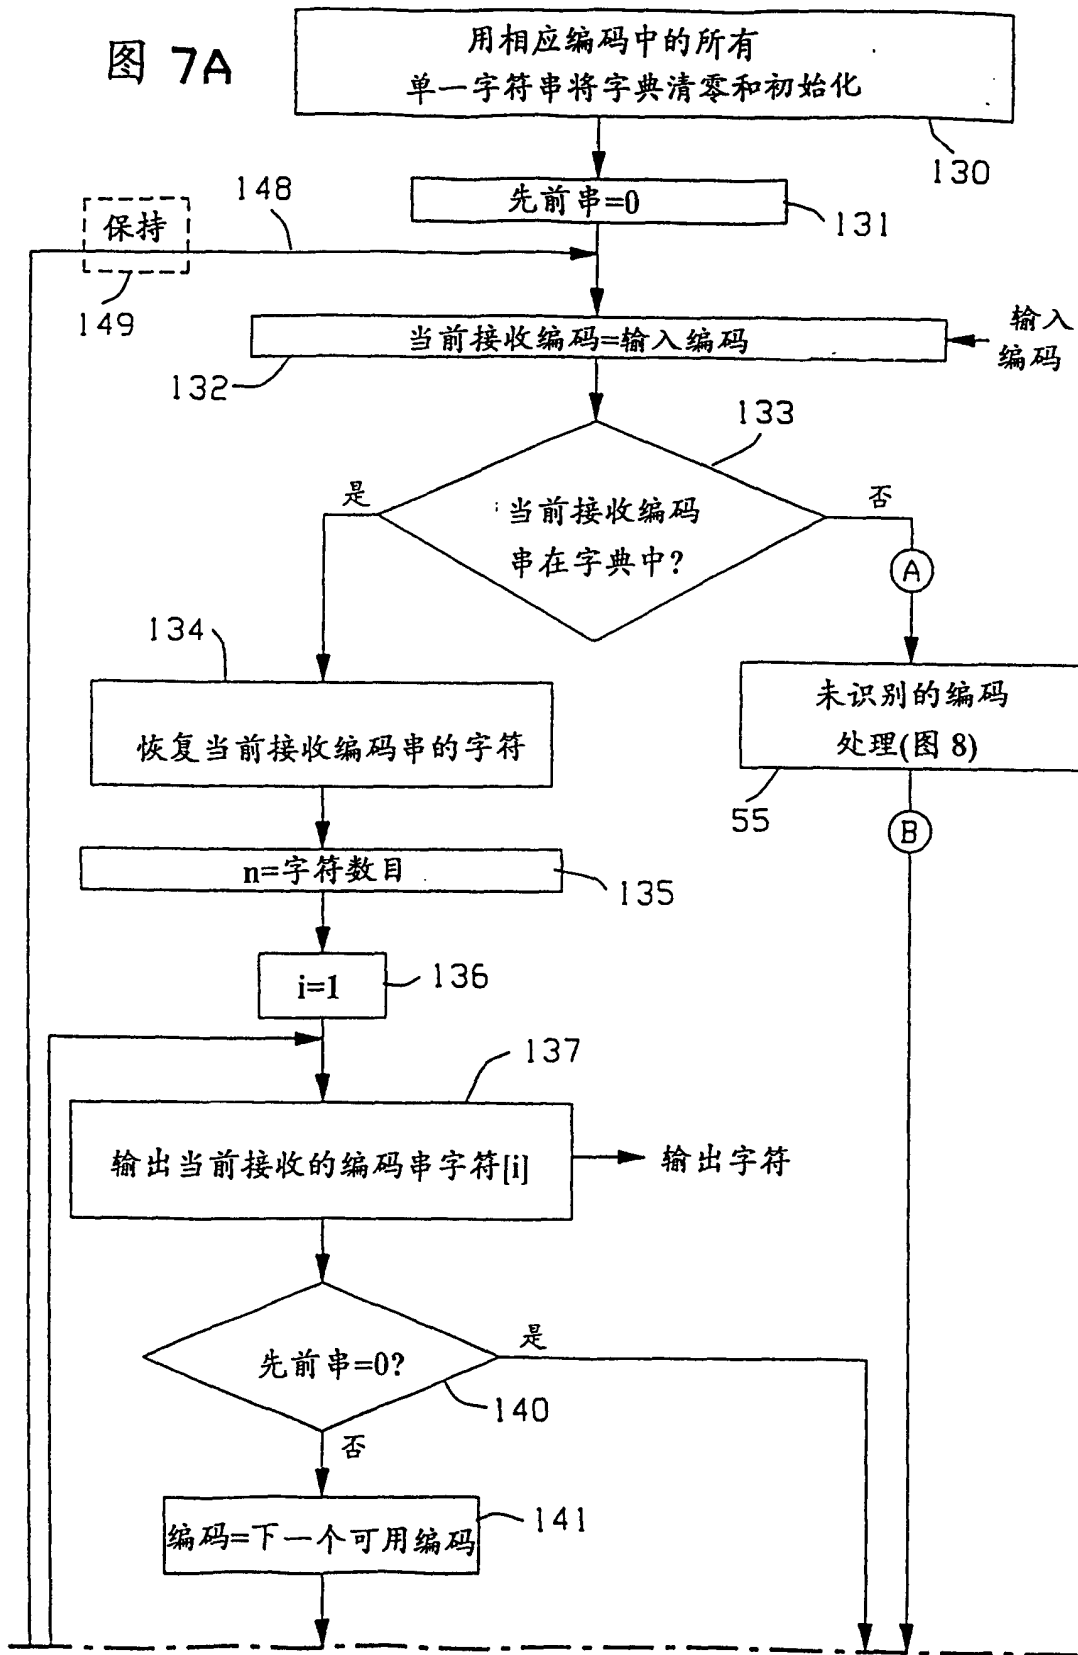 图 7A
用相应编码中的所有
单一字符串将字典清零和初始化
130
先前串=0
131
148
保持
149
当前接收编码=输入编码
132
输入
编码
133
当前接收编码
串在字典中?
是
否
A
134
恢复当前接收编码串的字符
未识别的编码
处理(图 8)
55
B
n=字符数目
135
i=1
136
137
输出当前接收的编码串字符[i]
输出字符
先前串=0?
是
140
否
编码=下一个可用编码
141